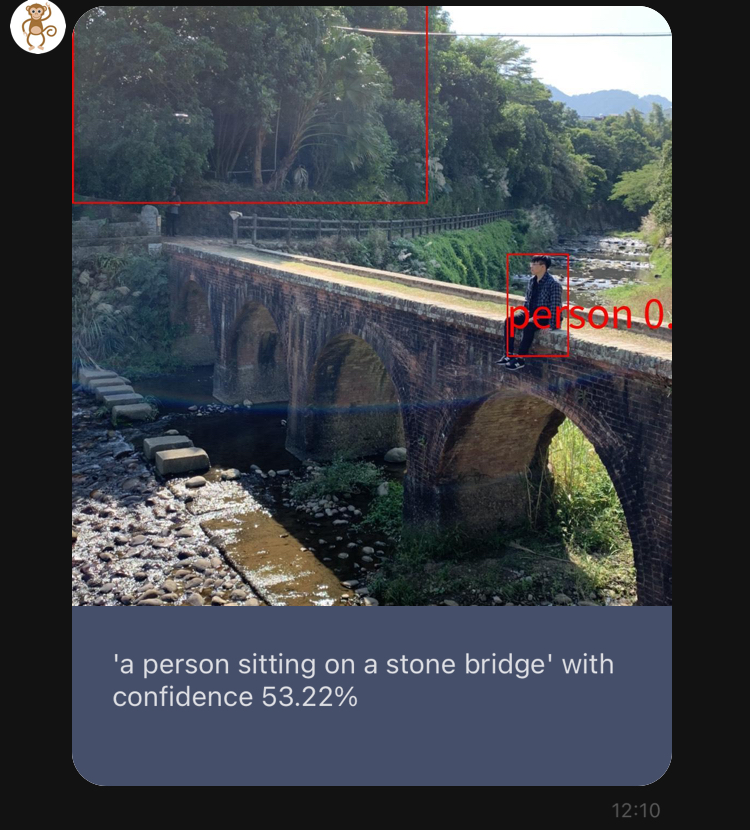 person 0.
'a person sitting on a stone bridge' with
confidence 53.22%
12:10